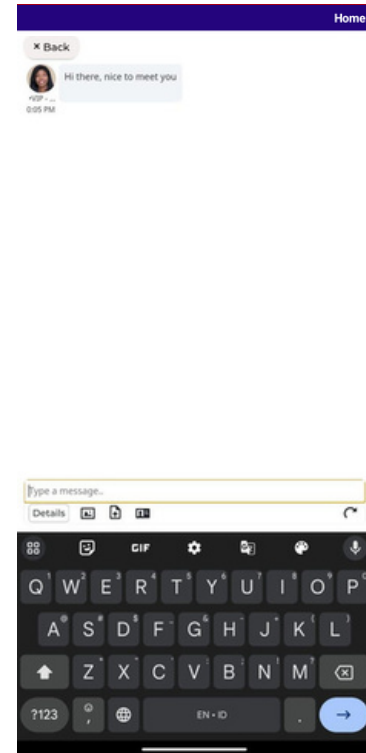 Home
× Back
Hi there, nice to meet you
0:05 PM
Type a message..
Details
GIF
Q W E R T Y U I O P
A S D F G H J K L
Z X C V B N M
?123 , EN • ID .